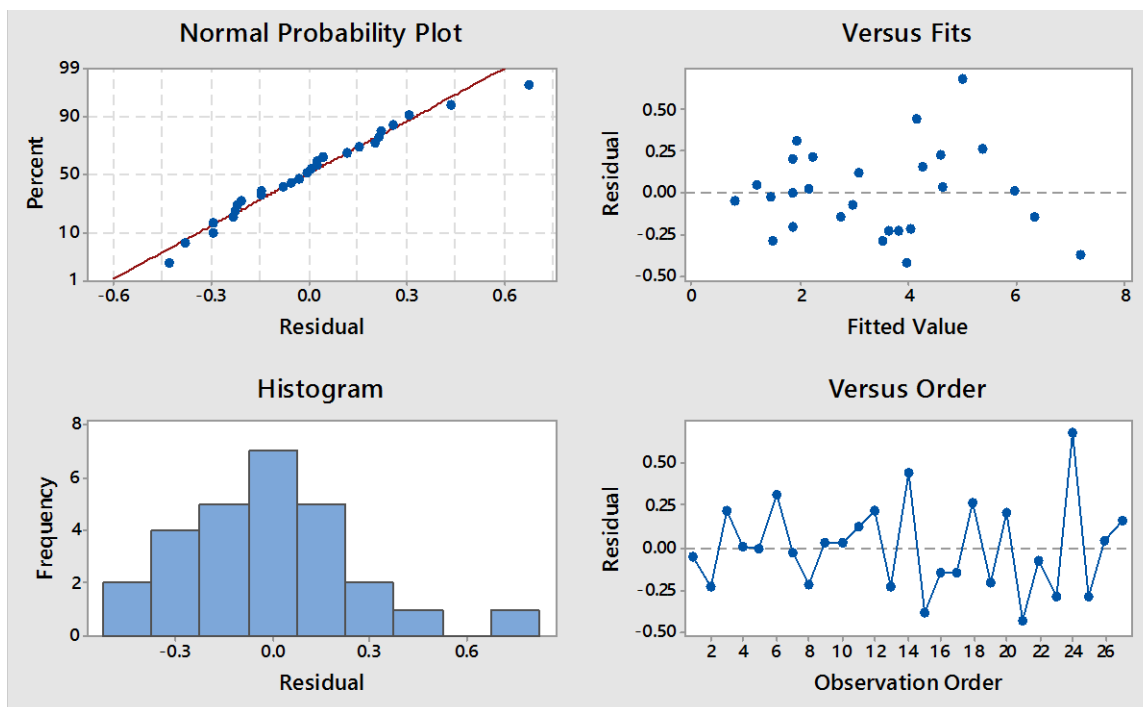 Normal Probability Plot
99
90
50
10
1
Percent
-0.6 -0.3 0.0 0.3 0.6
Residual
Versus Fits
0.50
0.25
0.00
-0.25
-0.50
Residual
0 2 4 6 8
Fitted Value
Histogram
8
6
4
2
0
Frequency
-0.3 0.0 0.3 0.6
Residual
Versus Order
0.50
0.25
0.00
-0.25
-0.50
Residual
2 4 6 8 10 12 14 16 18 20 22 24 26
Observation Order